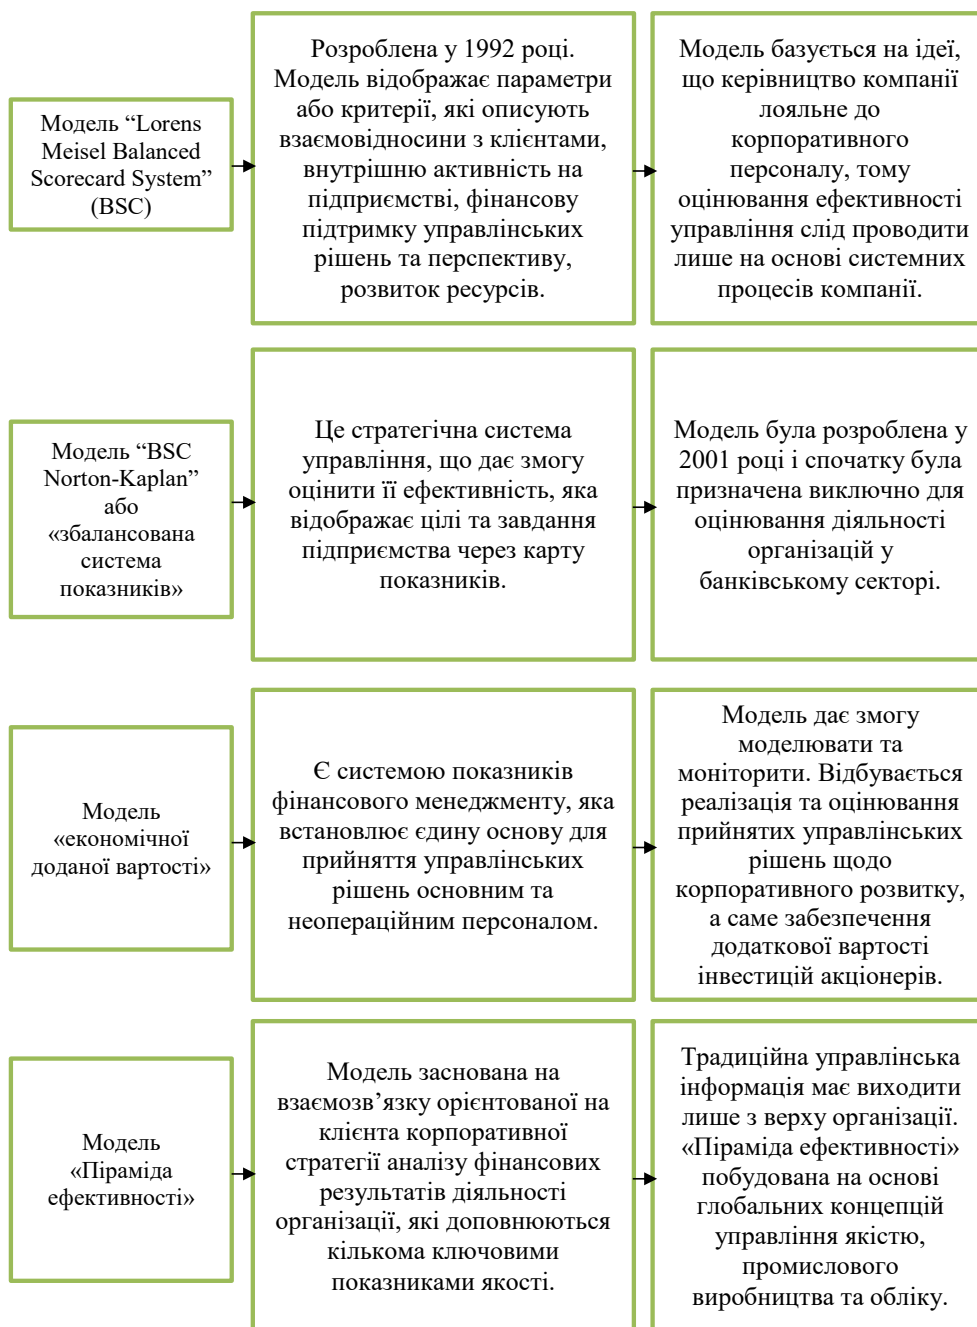 Модель “Lorens
Meisel Balanced
Scorecard System”
(BSC)
Розроблена у 1992 році.
Модель відображає параметри
або критерії, які описують
взаємовідносини з клієнтами,
внутрішню активність на
підприємстві, фінансову
підтримку управлінських
рішень та перспективу,
розвиток ресурсів.
Модель базується на ідеї,
що керівництво компанії
лояльне до
корпоративного
персоналу, тому
оцінювання ефективності
управління слід проводити
лише на основі системних
процесів компанії.
Модель “BSC
Norton-Kaplan”
або
«збалансована
система
показників»
Це стратегічна система
управління, що дає змогу
оцінити її ефективність, яка
відображає цілі та завдання
підприємства через карту
показників.
Модель була розроблена у
2001 році і спочатку була
призначена виключно для
оцінювання діяльності
організацій у
банківському секторі.
Модель
«економічної
доданої вартості»
Є системою показників
фінансового менеджменту, яка
встановлює єдину основу для
прийняття управлінських
рішень основним та
неопераційним персоналом.
Модель дає змогу
моделювати та
моніторити. Відбувається
реалізація та оцінювання
прийнятих управлінських
рішень щодо
корпоративного розвитку,
а саме забезпечення
додаткової вартості
інвестицій акціонерів.
Модель
«Піраміда
ефективності»
Модель заснована на
взаємозв’язку орієнтованої на
клієнта корпоративної
стратегії аналізу фінансових
результатів діяльності
організації, які доповнюються
кількома ключовими
показниками якості.
Традиційна управлінська
інформація має виходити
лише з верху організації.
«Піраміда ефективності»
побудована на основі
глобальних концепцій
управління якістю,
промислового
виробництва та обліку.